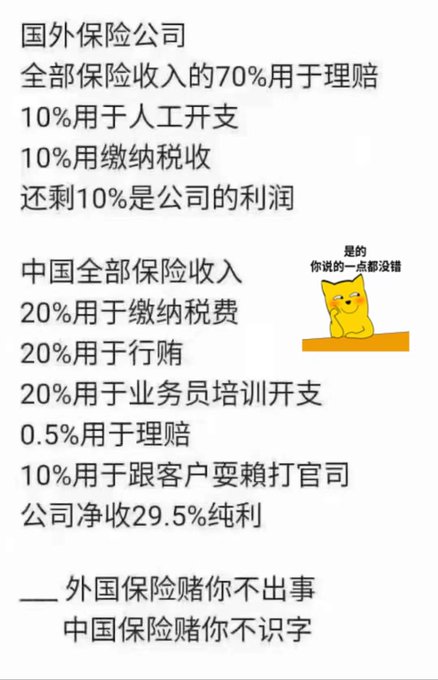 国外保险公司
全部保险收入的70%用于理赔
10%用于人工开支
10%用缴纳税收
还剩10%是公司的利润
是的
你说的一点都没错
中国全部保险收入
20%用于缴纳税费
20%用于行贿
20%用于业务员培训开支
0.5%用于理赔
10%用于跟客户耍賴打官司
公司净收29.5%纯利
___ 外国保险赌你不出事
中国保险赌你不识字